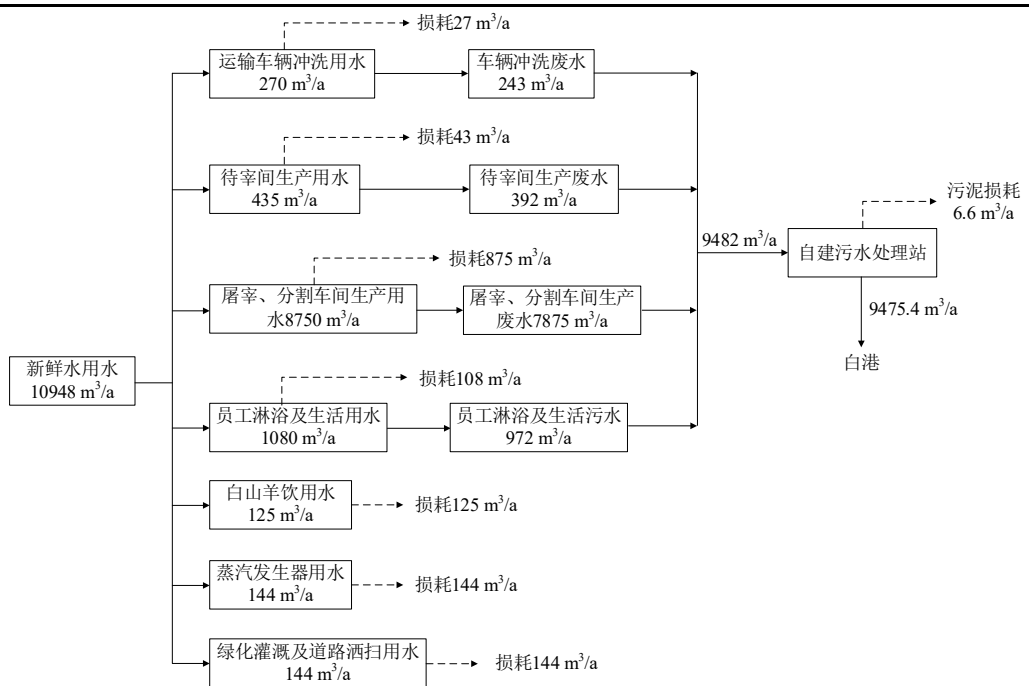 损耗27 m³/a
运输车辆冲洗用水
270 m³/a
车辆冲洗废水
243 m³/a
损耗43 m³/a
待宰间生产用水
435 m³/a
待宰间生产废水
392 m³/a
污泥损耗
6.6 m³/a
9482 m³/a
自建污水处理站
损耗875 m³/a
屠宰、分割车间生产用
水8750 m³/a
屠宰、分割车间生产
废水7875 m³/a
9475.4 m³/a
白港
新鲜水用水
10948 m³/a
损耗108 m³/a
员工淋浴及生活用水
1080 m³/a
员工淋浴及生活污水
972 m³/a
白山羊饮用水
125 m³/a
损耗125 m³/a
蒸汽发生器用水
144 m³/a
损耗144 m³/a
绿化灌溉及道路洒扫用水
144 m³/a
损耗144 m³/a